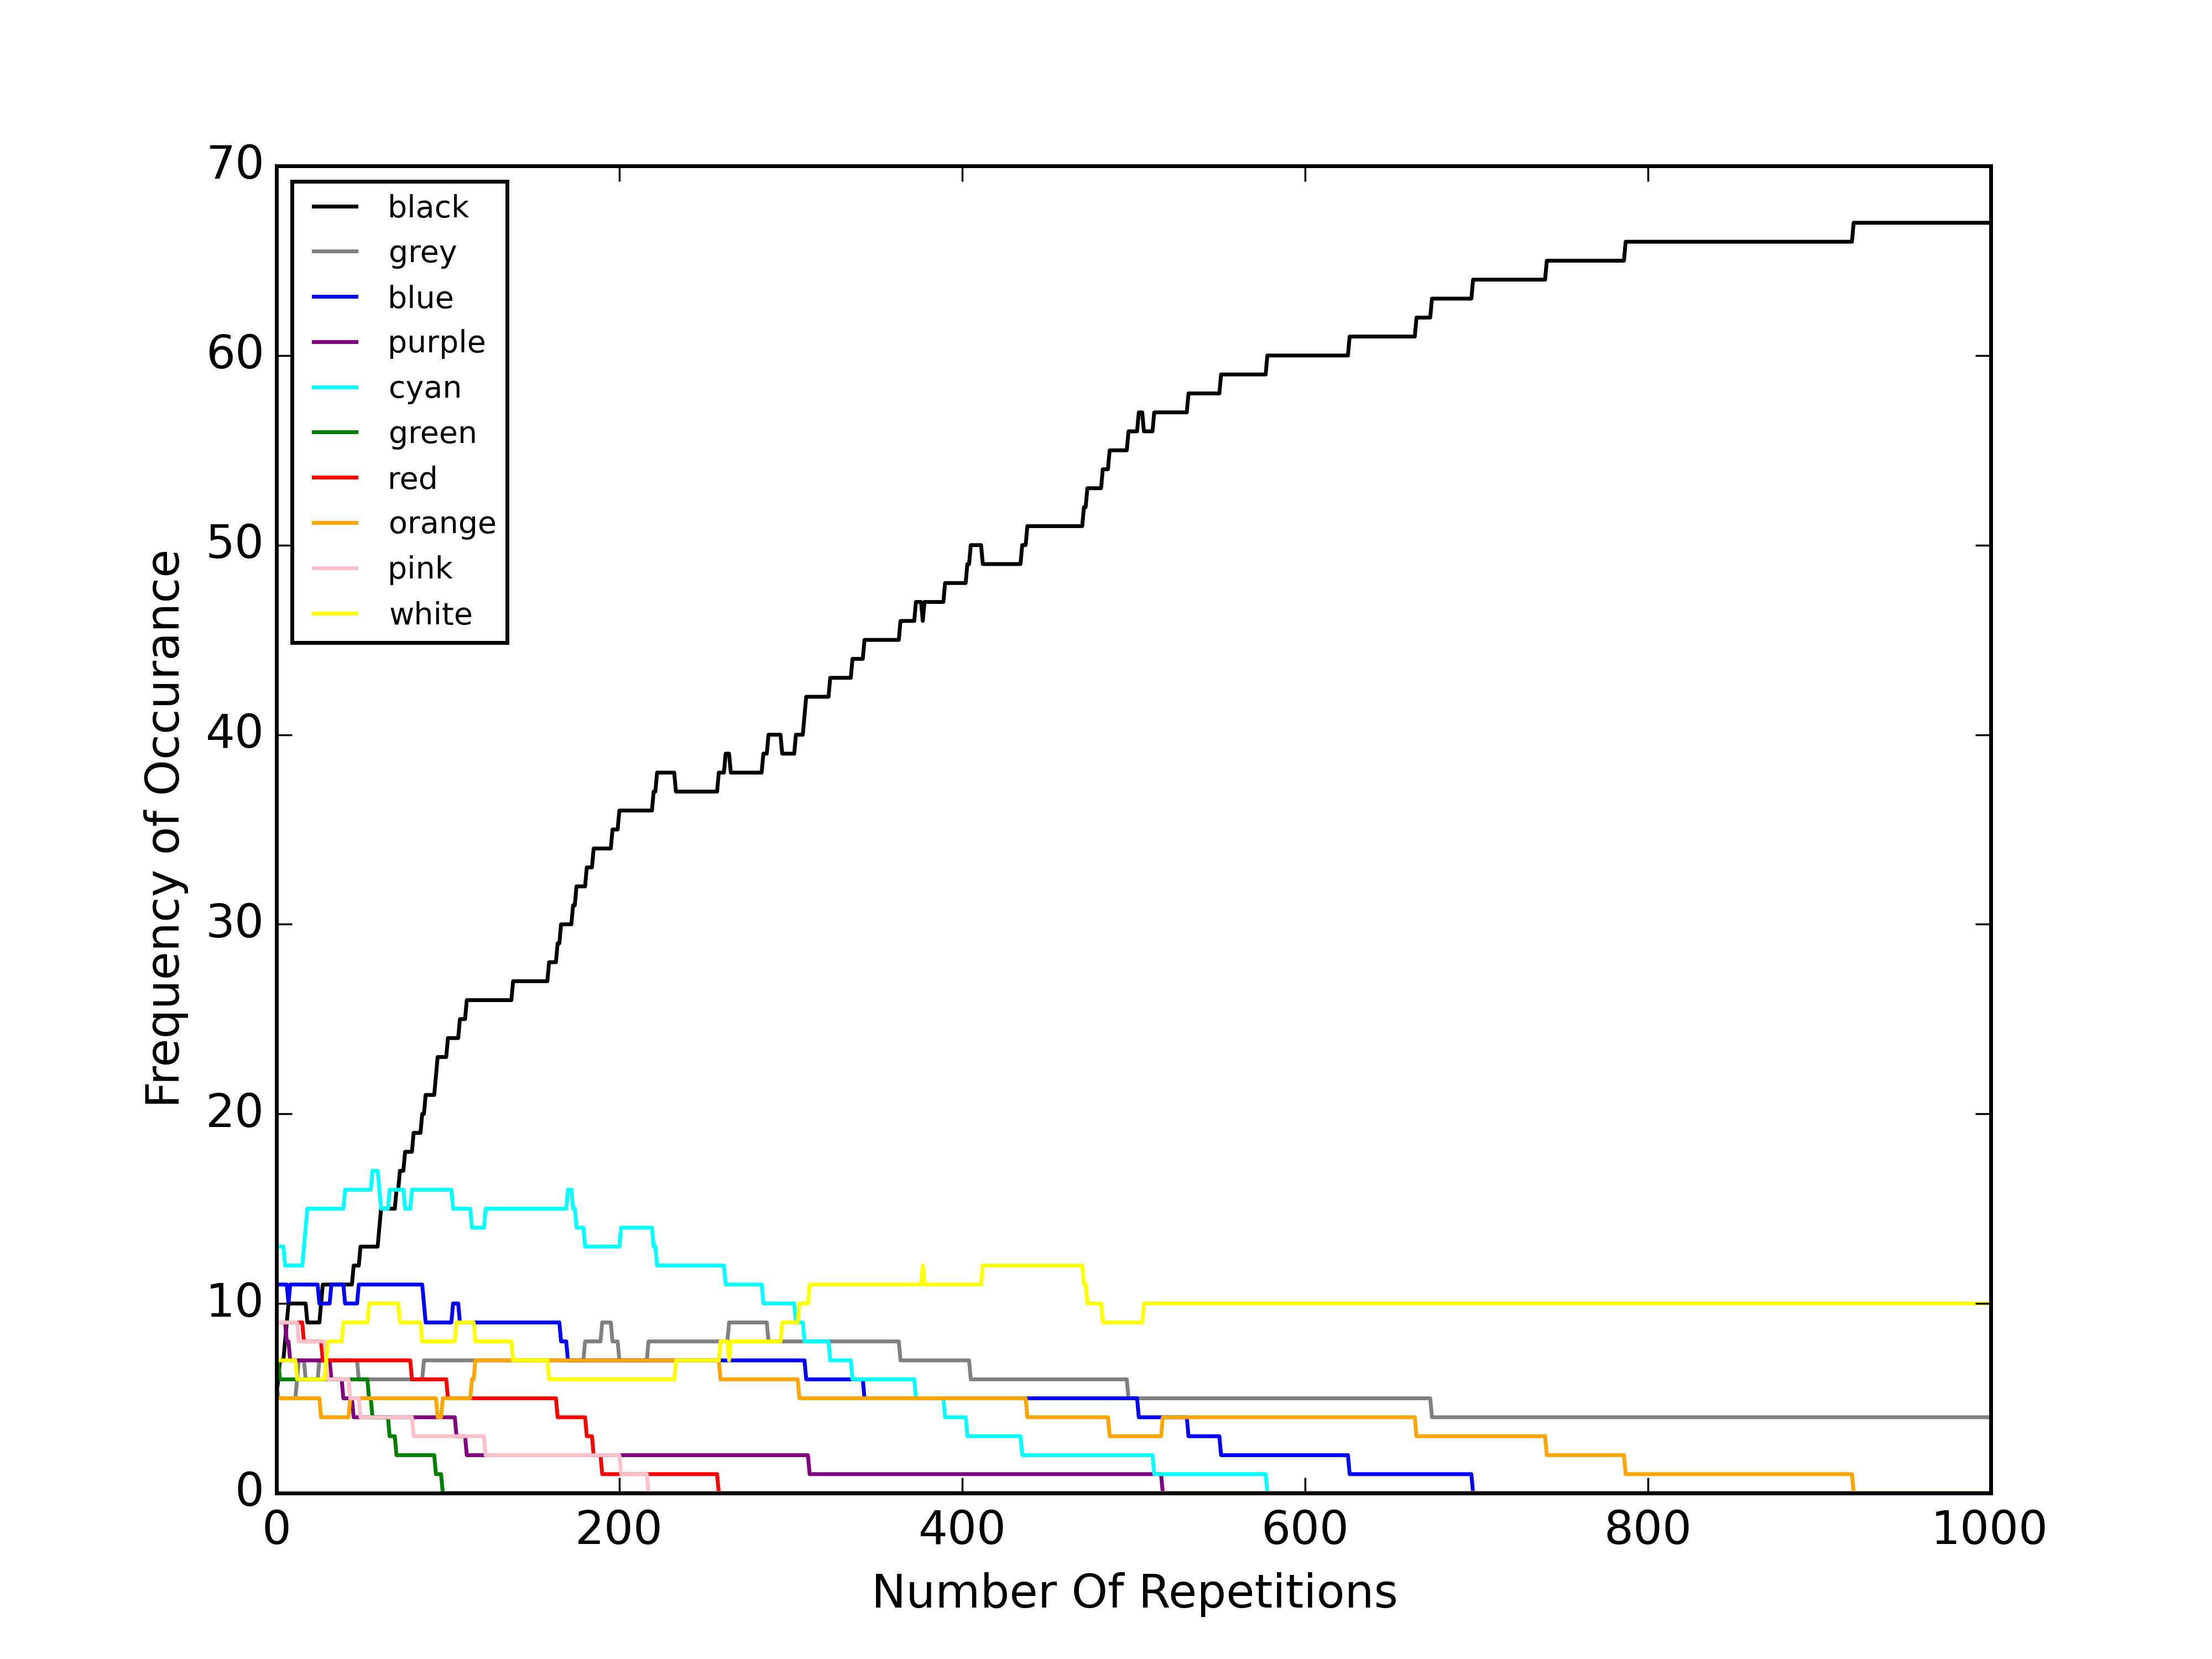 70
60
50
40
30
20
10
0
Frequency of Occurance
black
grey
blue
purple
cyan
green
red
orange
pink
white
0 200 400 600 800 1000
Number Of Repetitions